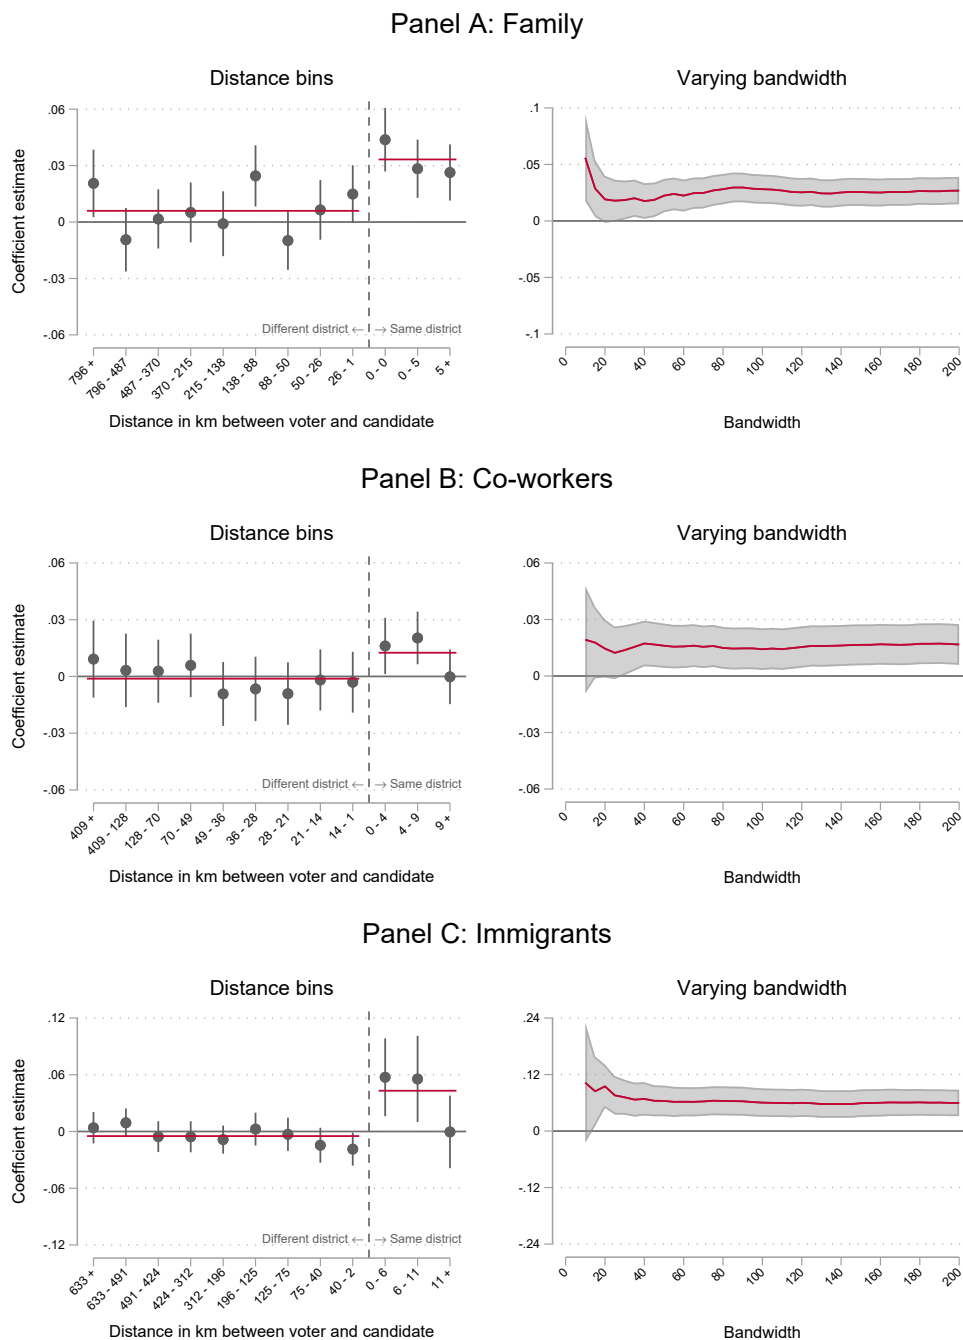 Panel A: Family
Distance bins
Varying bandwidth
Coefficient estimate
.06
.03
0
-.03
-.06
Different district ← → Same district
796 +
796 - 487
487 - 370
370 - 215
215 - 138
138 - 88
88 - 50
50 - 26
26 - 1
0 - 0
0 - 5
5 +
Distance in km between voter and candidate
.1
.05
0
-.05
-.1
0
20
40
60
80
100
120
140
160
180
200
Bandwidth
Panel B: Co-workers
Distance bins
Varying bandwidth
Coefficient estimate
.06
.03
0
-.03
-.06
Different district ← → Same district
409 +
409 - 128
128 - 70
70 - 49
49 - 36
36 - 28
28 - 21
21 - 14
14 - 1
0 - 4
4 - 9
9 +
Distance in km between voter and candidate
.06
.03
0
-.03
-.06
0
20
40
60
80
100
120
140
160
180
200
Bandwidth
Panel C: Immigrants
Distance bins
Varying bandwidth
Coefficient estimate
.12
.06
0
-.06
-.12
Different district ← → Same district
633 +
633 - 491
491 - 424
424 - 312
312 - 196
196 - 125
125 - 75
75 - 40
40 - 2
0 - 6
6 - 11
11 +
Distance in km between voter and candidate
.24
.12
0
-.12
-.24
0
20
40
60
80
100
120
140
160
180
200
Bandwidth